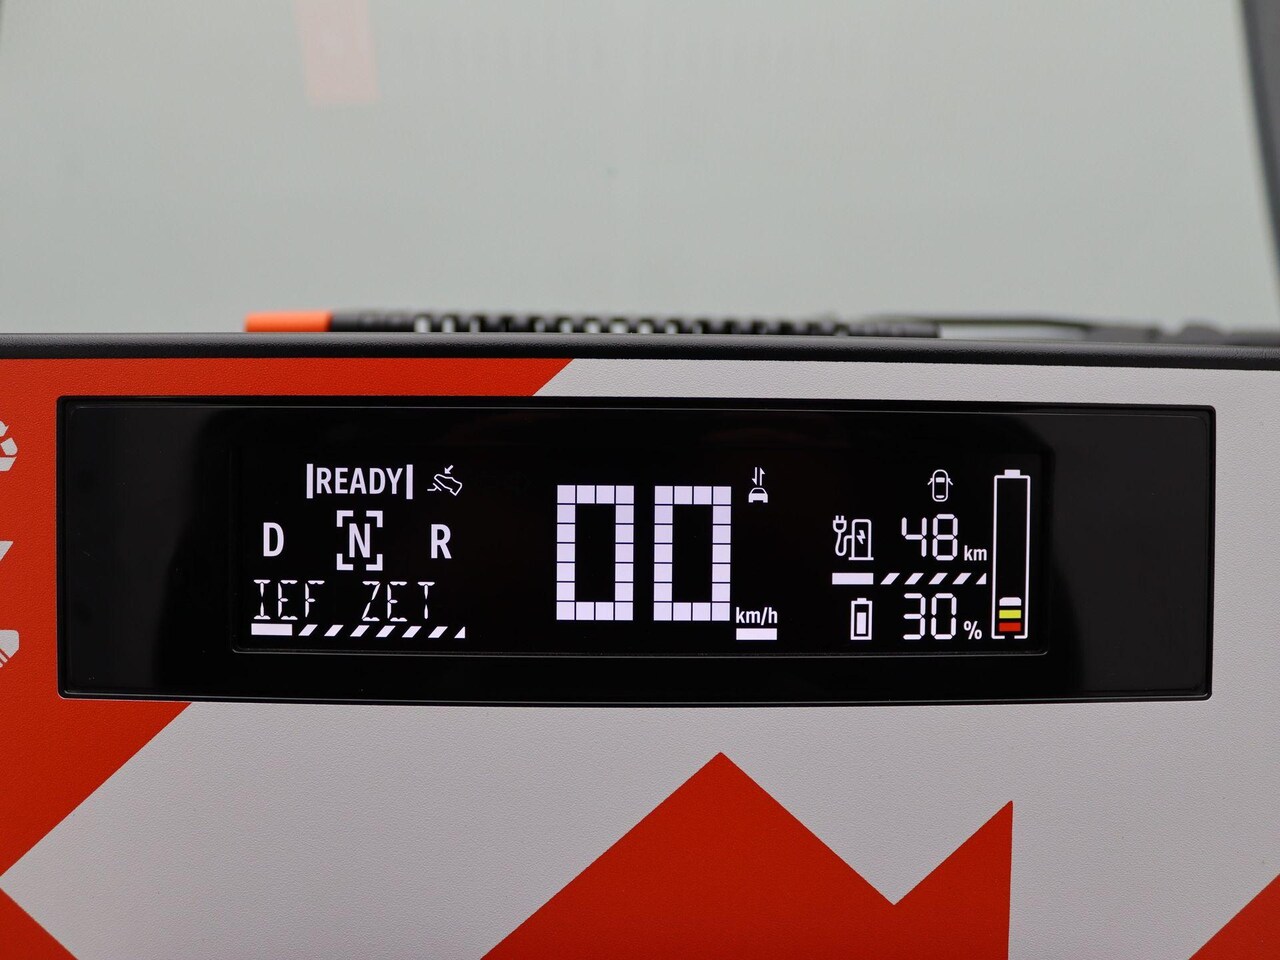 READY
D N R
IEF ZET
00 km/h
48 km
30 %